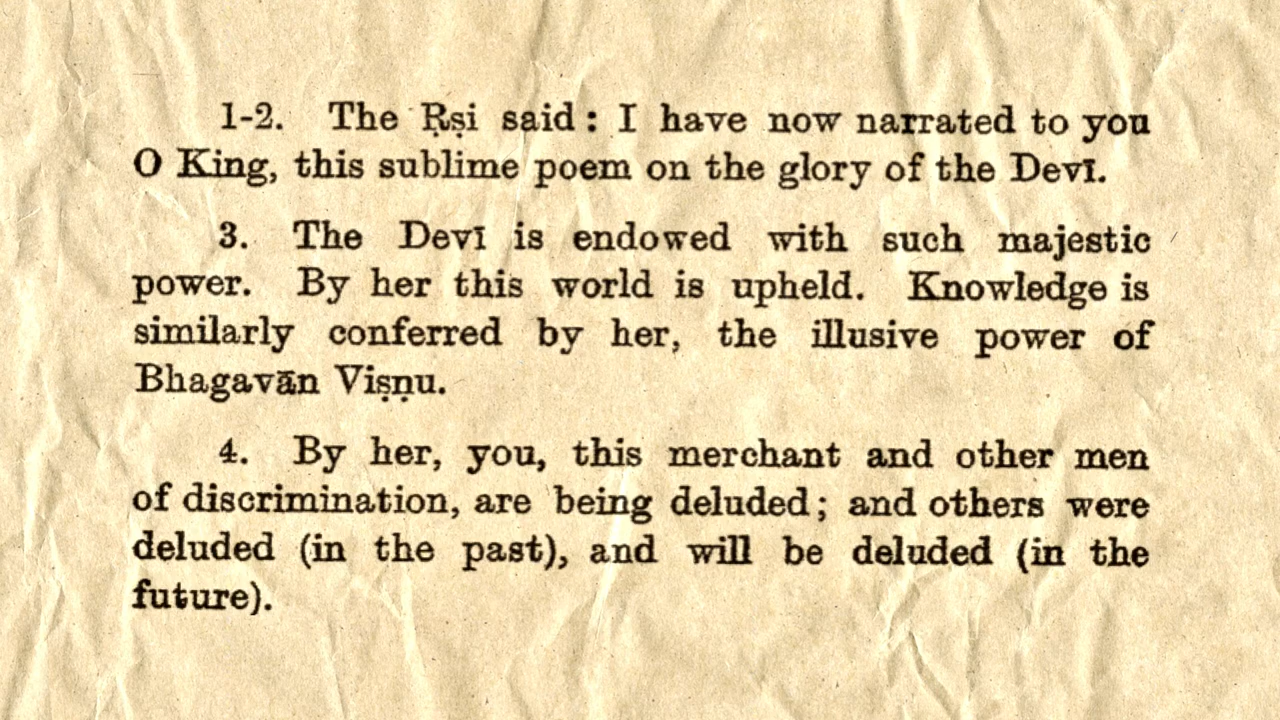 1-2. The Ṛṣi said : I have now narrated to you
O King, this sublime poem on the glory of the Devī.
3. The Devī is endowed with such majestic
power. By her this world is upheld. Knowledge is
similarly conferred by her, the illusive power of
Bhagavān Viṣṇu.
4. By her, you, this merchant and other men
of discrimination, are being deluded; and others were
deluded (in the past), and will be deluded (in the
future).